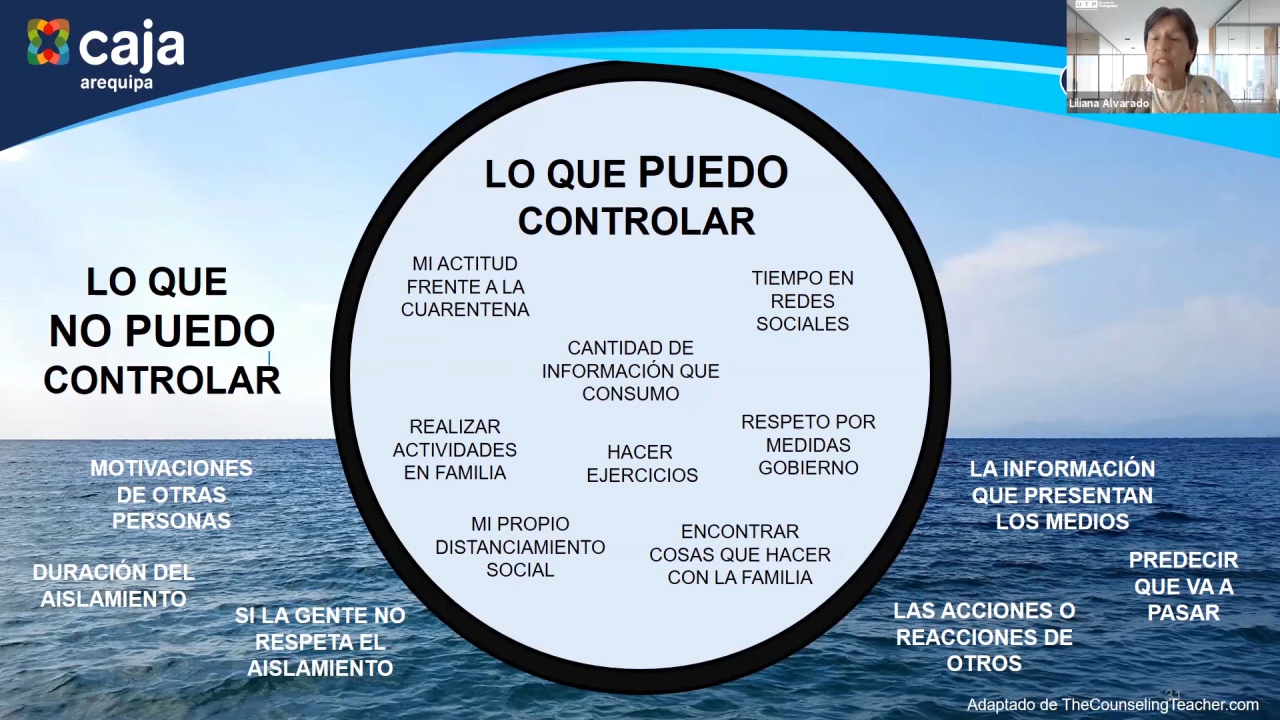 caja
arequipa
UTP
Liliana Alvarado
LO QUE PUEDO
CONTROLAR
MI ACTITUD
FRENTE A LA
CUARENTENA
TIEMPO EN
REDES
SOCIALES
CANTIDAD DE
INFORMACIÓN QUE
CONSUMO
REALIZAR
ACTIVIDADES
EN FAMILIA
HACER
EJERCICIOS
RESPETO POR
MEDIDAS
GOBIERNO
MI PROPIO
DISTANCIAMIENTO
SOCIAL
ENCONTRAR
COSAS QUE HACER
CON LA FAMILIA
LO QUE
NO PUEDO
CONTROLAR
MOTIVACIONES
DE OTRAS
PERSONAS
DURACIÓN DEL
AISLAMIENTO
SI LA GENTE NO
RESPETA EL
AISLAMIENTO
LA INFORMACIÓN
QUE PRESENTAN
LOS MEDIOS
PREDECIR
QUE VA A
PASAR
LAS ACCIONES O
REACCIONES DE
OTROS
Adaptado de TheCounselingTeacher.com